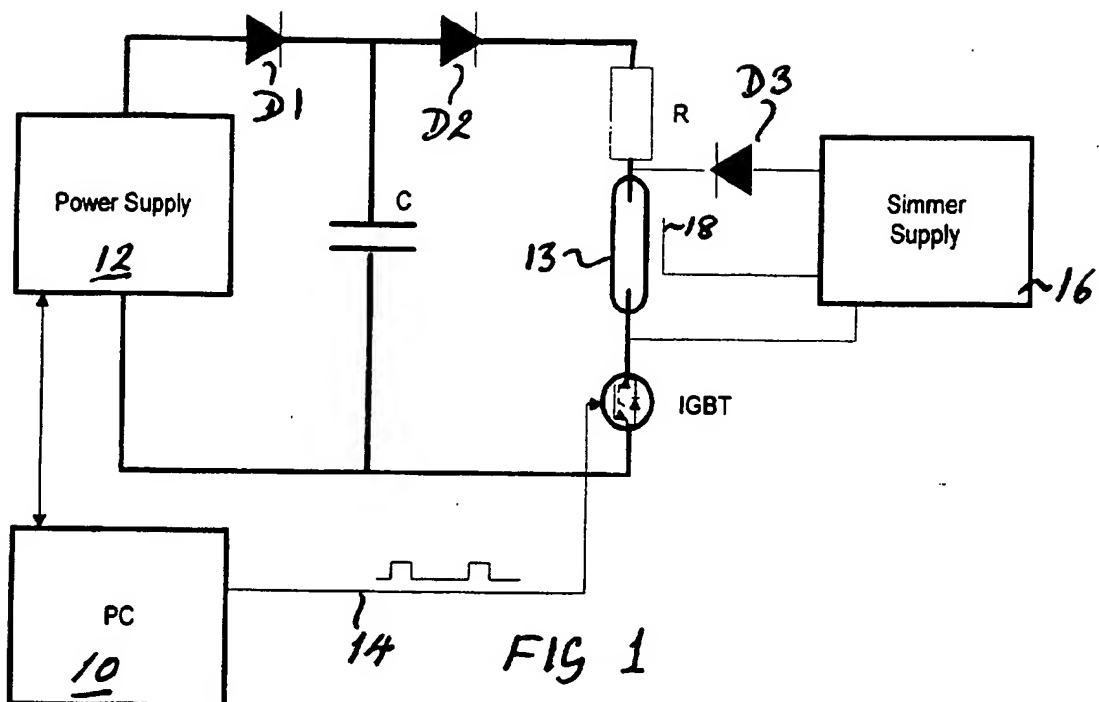 D1
D2
D3
R
Power Supply
12
C
13
18
Simmer
Supply
16
IGBT
PC
10
14
FIG 1